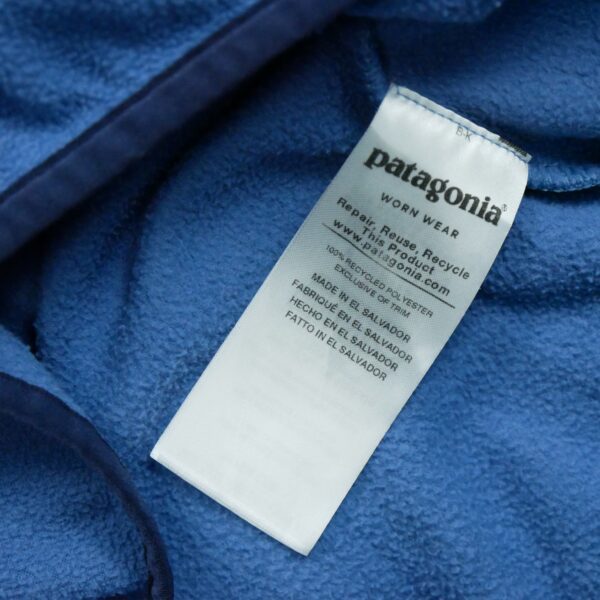 B-K
patagonia®
WORN WEAR
Repair, Reuse, Recycle
This Product
www.patagonia.com
100% RECYCLED POLYESTER
EXCLUSIVE OF TRIM
MADE IN EL SALVADOR
FABRIQUÉ EN EL SALVADOR
HECHO EN EL SALVADOR
FATTO IN EL SALVADOR